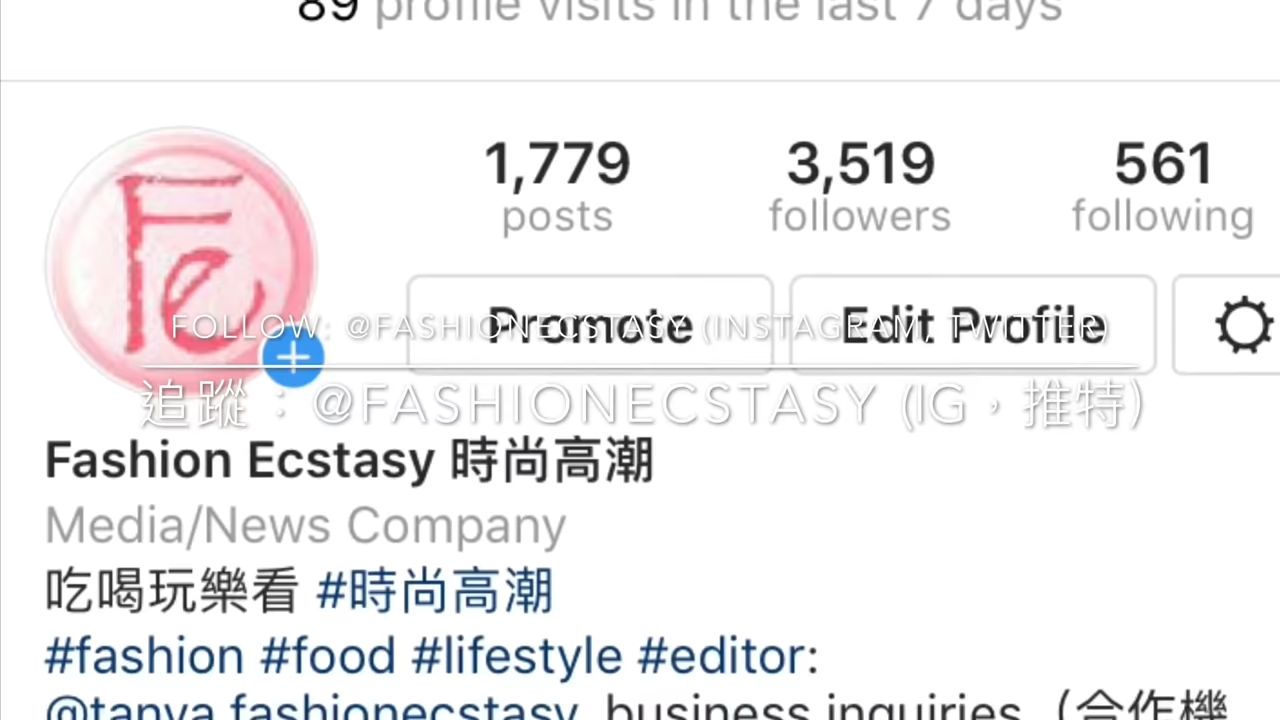 89 profile visits in the last 7 days
Fe
1,779 3,519 561
posts followers following
Promote Edit Profile
FOLLOW: @FASHIONECSTASY (INSTAGRAM, TWITTER)
追蹤：@FASHIONECSTASY (IG，推特)
Fashion Ecstasy 時尚高潮
Media/News Company
吃喝玩樂看 #時尚高潮
#fashion #food #lifestyle #editor:
@tanya.fashionecstasy business inquiries（合作機